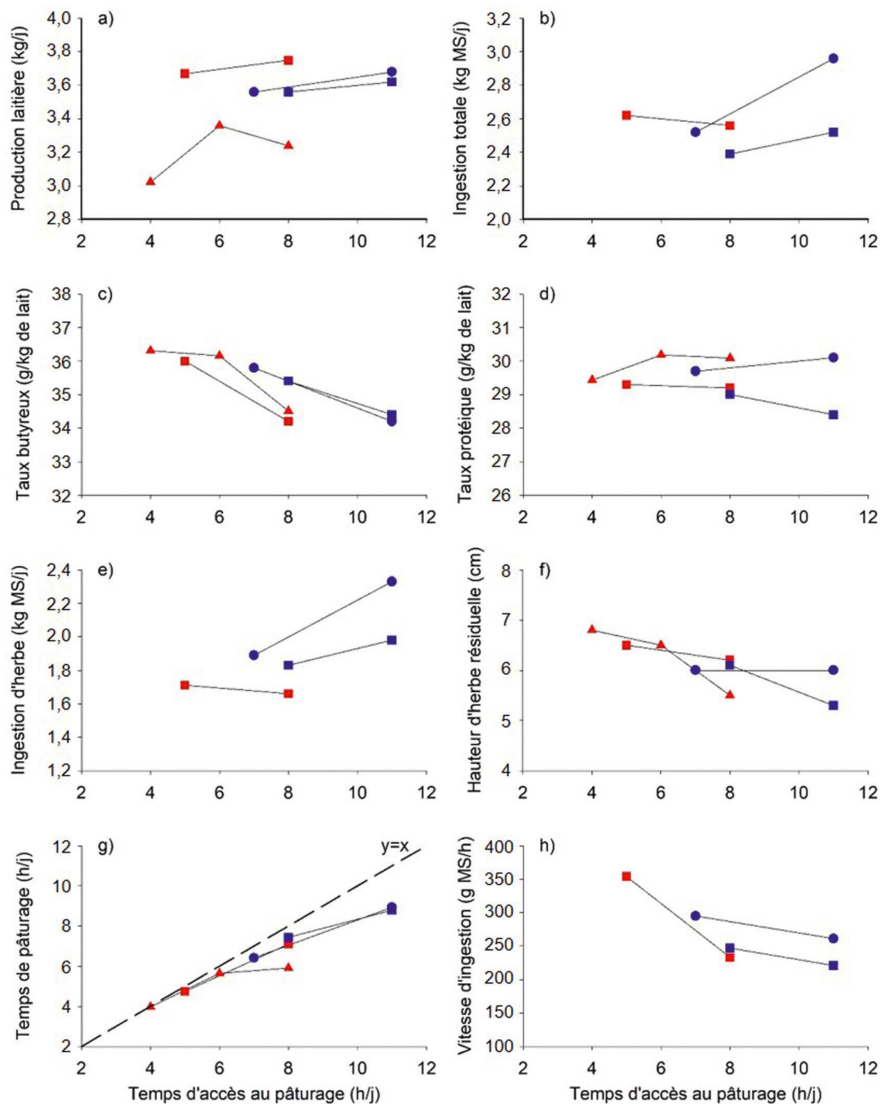 a)
Production laitière (kg/j)
4,0
3,8
3,6
3,4
3,2
3,0
2,8
2 4 6 8 10 12
b)
Ingestion totale (kg MS/j)
3,2
3,0
2,8
2,6
2,4
2,2
2,0
2 4 6 8 10 12
c)
Taux butyreux (g/kg de lait)
38
37
36
35
34
33
32
2 4 6 8 10 12
d)
Taux protéique (g/kg de lait)
32
31
30
29
28
27
26
2 4 6 8 10 12
e)
Ingestion d'herbe (kg MS/j)
2,4
2,2
2,0
1,8
1,6
1,4
1,2
2 4 6 8 10 12
f)
Hauteur d'herbe résiduelle (cm)
8
7
6
5
4
2 4 6 8 10 12
g)
y=x
Temps de pâturage (h/j)
12
10
8
6
4
2
2 4 6 8 10 12
Temps d'accès au pâturage (h/j)
h)
Vitesse d'ingestion (g MS/h)
400
350
300
250
200
150
100
2 4 6 8 10 12
Temps d'accès au pâturage (h/j)